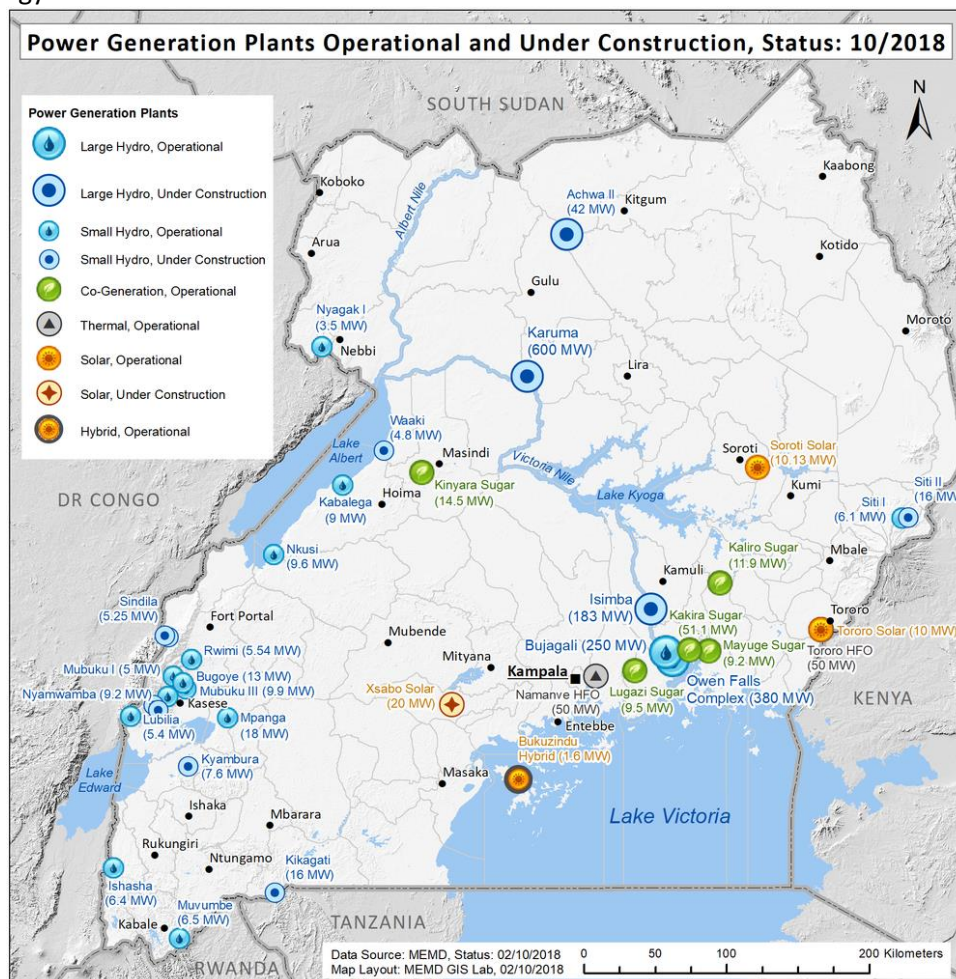 Power Generation Plants Operational and Under Construction, Status: 10/2018
Power Generation Plants
Large Hydro, Operational
Large Hydro, Under Construction
Small Hydro, Operational
Small Hydro, Under Construction
Co-Generation, Operational
Thermal, Operational
Solar, Operational
Solar, Under Construction
Hybrid, Operational
N
SOUTH SUDAN
Koboko
Kaabong
Achwa II
(42 MW)
Kitgum
Albert Nile
Arua
Kotido
Gulu
Nyagak I
(3.5 MW)
Nebbi
Moroto
Karuma
(600 MW)
Lira
Waaki
(4.8 MW)
Lake
Albert
Masindi
Kinyara Sugar
(14.5 MW)
Victoria Nile
Soroti
Soroti Solar
(10.13 MW)
DR CONGO
Kabalega
(9 MW)
Hoima
Lake Kyoga
Kumi
Siti II
(16 MW)
Siti I
(6.1 MW)
Nkusi
(9.6 MW)
Kaliro Sugar
(11.9 MW)
Mbale
Kamuli
Sindila
(5.25 MW)
Fort Portal
Isimba
(183 MW)
Kakira Sugar
(51.1 MW)
Tororo
Tororo Solar (10 MW)
Tororo HFO
(50 MW)
Mubende
Rwimi (5.54 MW)
Mityana
Bujagali (250 MW)
Mayuge Sugar
(9.2 MW)
Mubuku I (5 MW)
Bugoye (13 MW)
Kampala
Owen Falls
Complex (380 MW)
Nyamwamba (9.2 MW)
Mubuku III (9.9 MW)
Kasese
Xsabo Solar
(20 MW)
Namanve HFO
(50 MW)
Lugazi Sugar
(9.5 MW)
KENYA
Lubilia
(5.4 MW)
Mpanga
(18 MW)
Entebbe
Bukuzindu
Hybrid (1.6 MW)
Kyambura
(7.6 MW)
Lake
Edward
Masaka
Ishaka
Mbarara
Lake Victoria
Rukungiri
Ntungamo
Kikagati
(16 MW)
Ishasha
(6.4 MW)
Muvumbe
(6.5 MW)
Kabale
TANZANIA
RWANDA
Data Source: MEMD, Status: 02/10/2018
Map Layout: MEMD GIS Lab, 02/10/2018
0 50 100 200 Kilometers